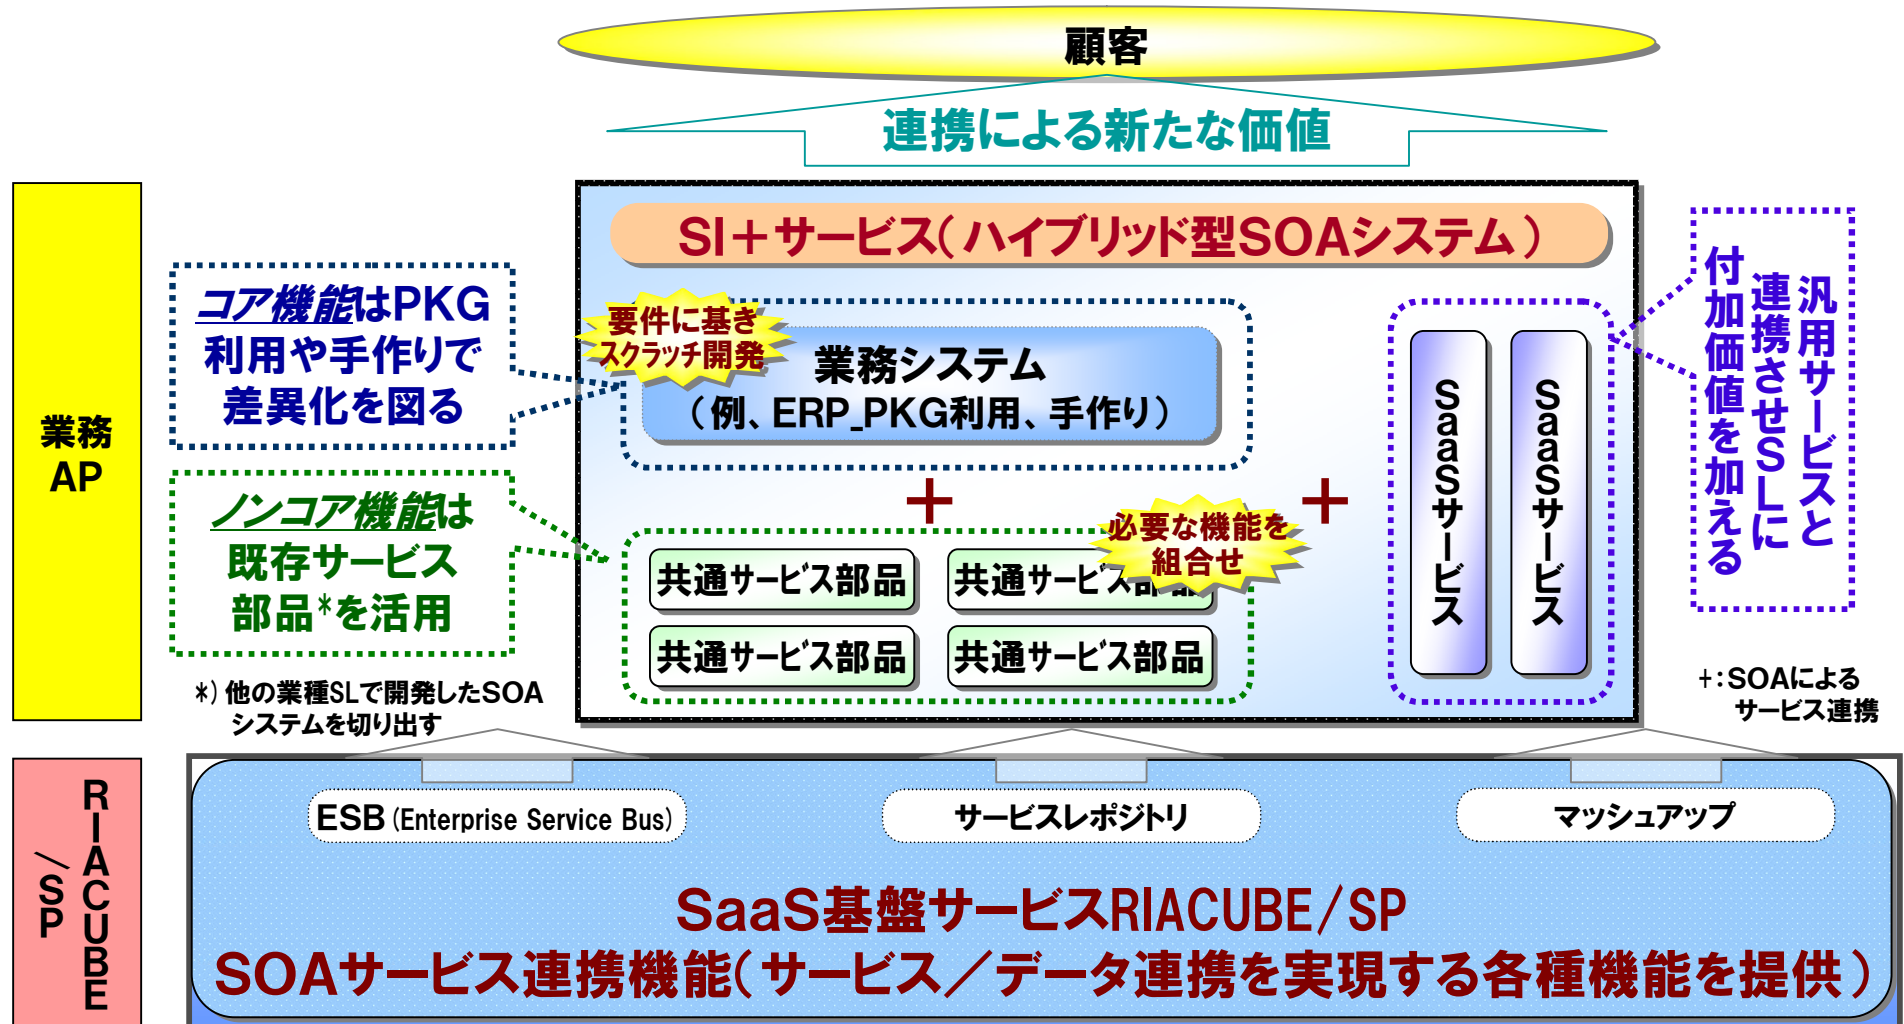 顧客
連携による新たな価値
業務
AP
SI＋サービス（ハイブリッド型SOAシステム）
コア機能はPKG
利用や手作りで
差異化を図る
要件に基き
スクラッチ開発
業務システム
（例、ERP_PKG利用、手作り）
＋
＋
ノンコア機能は
既存サービス
部品*を活用
*）他の業種SLで開発したSOA
システムを切り出す
必要な機能を
組合せ
共通サービス部品
共通サービス部品
共通サービス部品
共通サービス部品
SaaSサービス
SaaSサービス
汎用サービスと
連携させSLに
付加価値を加える
+：SOAによる
サービス連携
RIACUBE
／SP
ESB（Enterprise Service Bus）
サービスレポジトリ
マッシュアップ
SaaS基盤サービスRIACUBE/SP
SOAサービス連携機能（サービス／データ連携を実現する各種機能を提供）